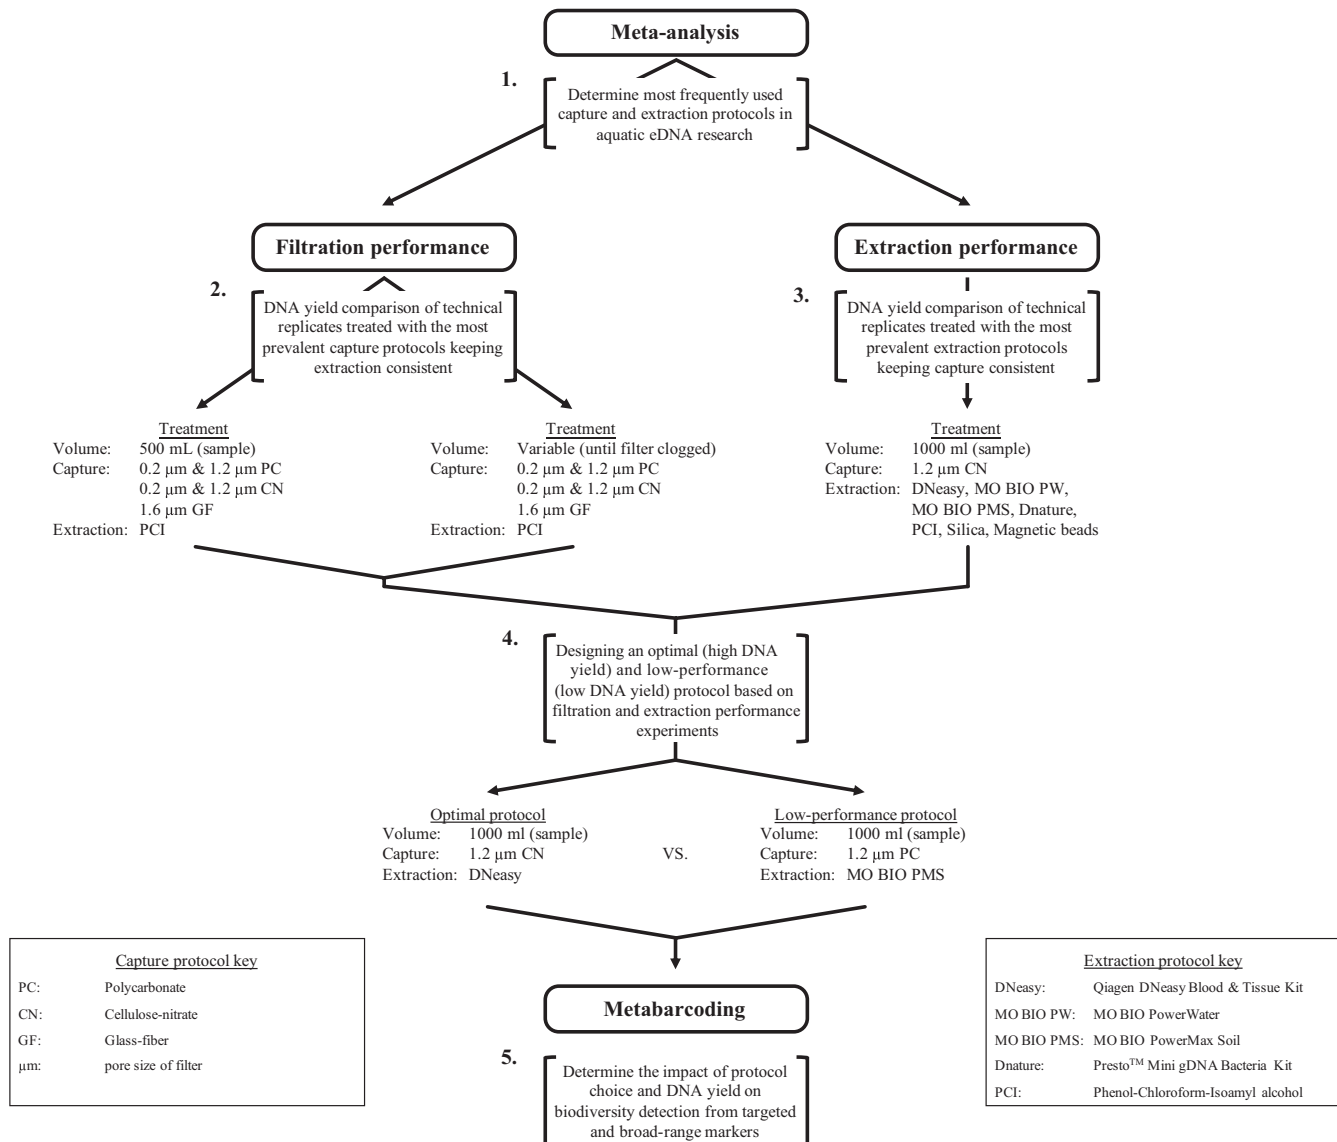 Meta-analysis
1.
Determine most frequently used
capture and extraction protocols in
aquatic eDNA research
Filtration performance
2.
DNA yield comparison of technical
replicates treated with the most
prevalent capture protocols keeping
extraction consistent
Extraction performance
3.
DNA yield comparison of technical
replicates treated with the most
prevalent extraction protocols
keeping capture consistent
Treatment
Volume: 500 mL (sample)
Capture: 0.2 µm & 1.2 µm PC
0.2 µm & 1.2 µm CN
1.6 µm GF
Extraction: PCI
Treatment
Volume: Variable (until filter clogged)
Capture: 0.2 µm & 1.2 µm PC
0.2 µm & 1.2 µm CN
1.6 µm GF
Extraction: PCI
Treatment
Volume: 1000 ml (sample)
Capture: 1.2 µm CN
Extraction: DNeasy, MO BIO PW,
MO BIO PMS, Dnature,
PCI, Silica, Magnetic beads
4.
Designing an optimal (high DNA
yield) and low-performance
(low DNA yield) protocol based on
filtration and extraction performance
experiments
Optimal protocol
Volume: 1000 ml (sample)
Capture: 1.2 µm CN
Extraction: DNeasy
VS.
Low-performance protocol
Volume: 1000 ml (sample)
Capture: 1.2 µm PC
Extraction: MO BIO PMS
Capture protocol key
PC: Polycarbonate
CN: Cellulose-nitrate
GF: Glass-fiber
µm: pore size of filter
Metabarcoding
5.
Determine the impact of protocol
choice and DNA yield on
biodiversity detection from targeted
and broad-range markers
Extraction protocol key
DNeasy: Qiagen DNeasy Blood & Tissue Kit
MO BIO PW: MO BIO PowerWater
MO BIO PMS: MO BIO PowerMax Soil
Dnature: Presto™ Mini gDNA Bacteria Kit
PCI: Phenol-Chloroform-Isoamyl alcohol